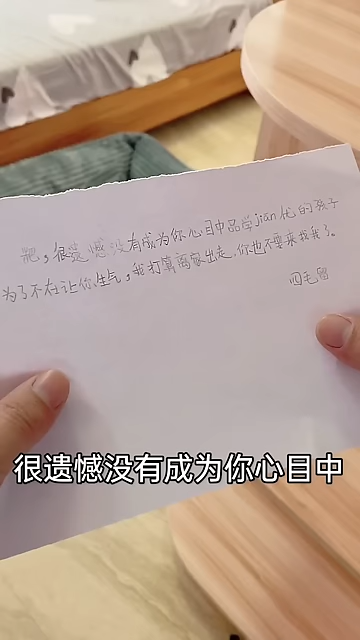 爸，很遗憾没有成为你心目中品学jian优的孩子
为了不在让你生气，我打算离家出走，你也不要来找我了。
四毛留
很遗憾没有成为你心目中